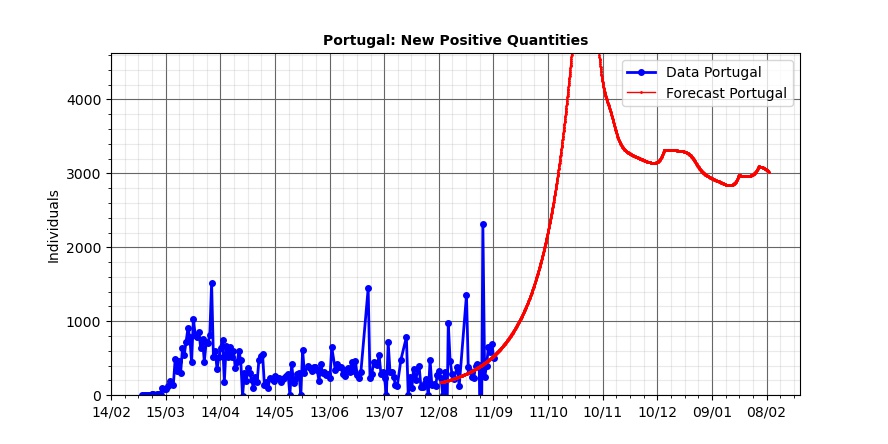 Portugal: New Positive Quantities
Data Portugal
Forecast Portugal
Individuals
4000
3000
2000
1000
0
14/02 15/03 14/04 14/05 13/06 13/07 12/08 11/09 11/10 10/11 10/12 09/01 08/02